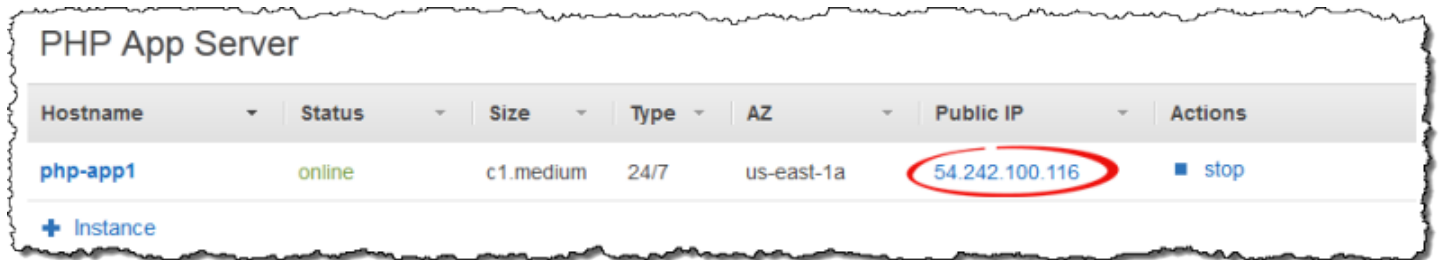 PHP App Server
Hostname Status Size Type AZ Public IP Actions
php-app1 online c1.medium 24/7 us-east-1a 54.242.100.116 stop
Instance